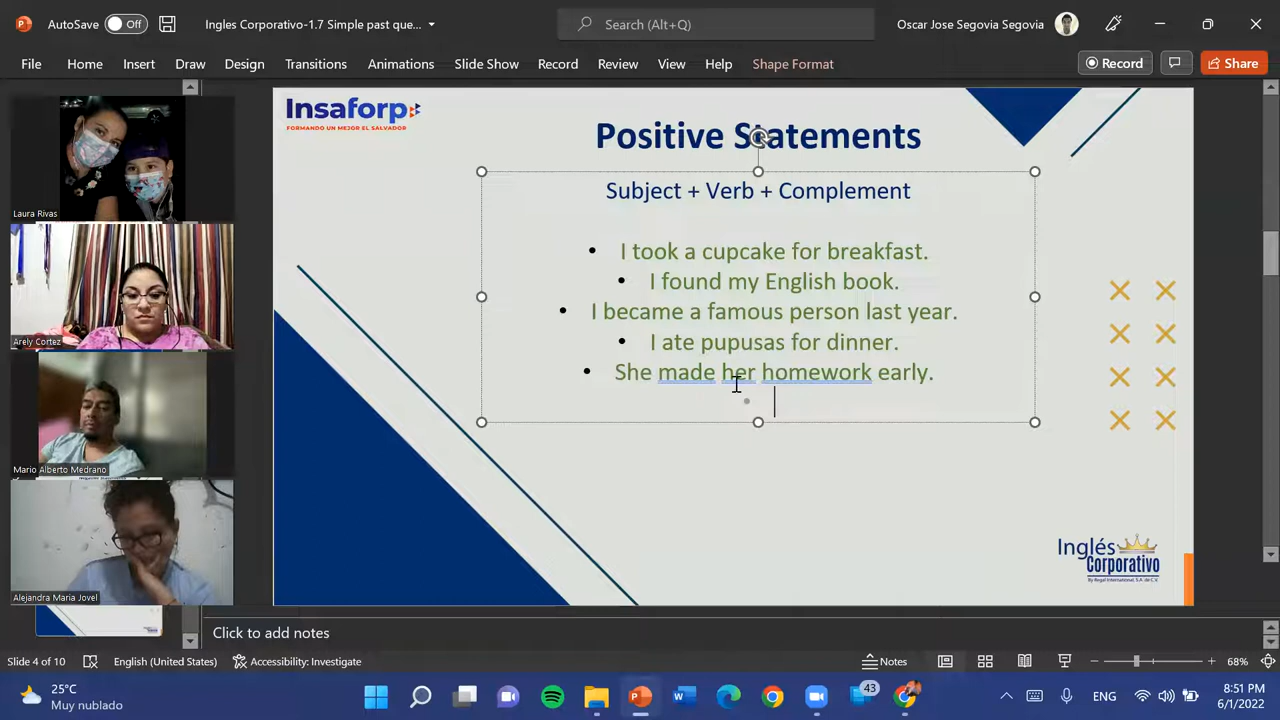 AutoSave Off Ingles Corporativo-1.7 Simple past que... Search (Alt+Q) Oscar Jose Segovia Segovia
File Home Insert Draw Design Transitions Animations Slide Show Record Review View Help Shape Format Record Share
Laura Rivas
Arely Cortez
Mario Alberto Medrano
Alejandra Maria Jovel
Insaforp
FORMANDO UN MEJOR EL SALVADOR
Positive Statements
Subject + Verb + Complement
• I took a cupcake for breakfast.
• I found my English book.
• I became a famous person last year.
• I ate pupusas for dinner.
• She made her homework early.
Inglés
Corporativo
By Regal International, S.A. de C.V.
Click to add notes
Slide 4 of 10 English (United States) Accessibility: Investigate Notes 68%
25°C
Muy nublado
43
ENG
8:51 PM
6/1/2022